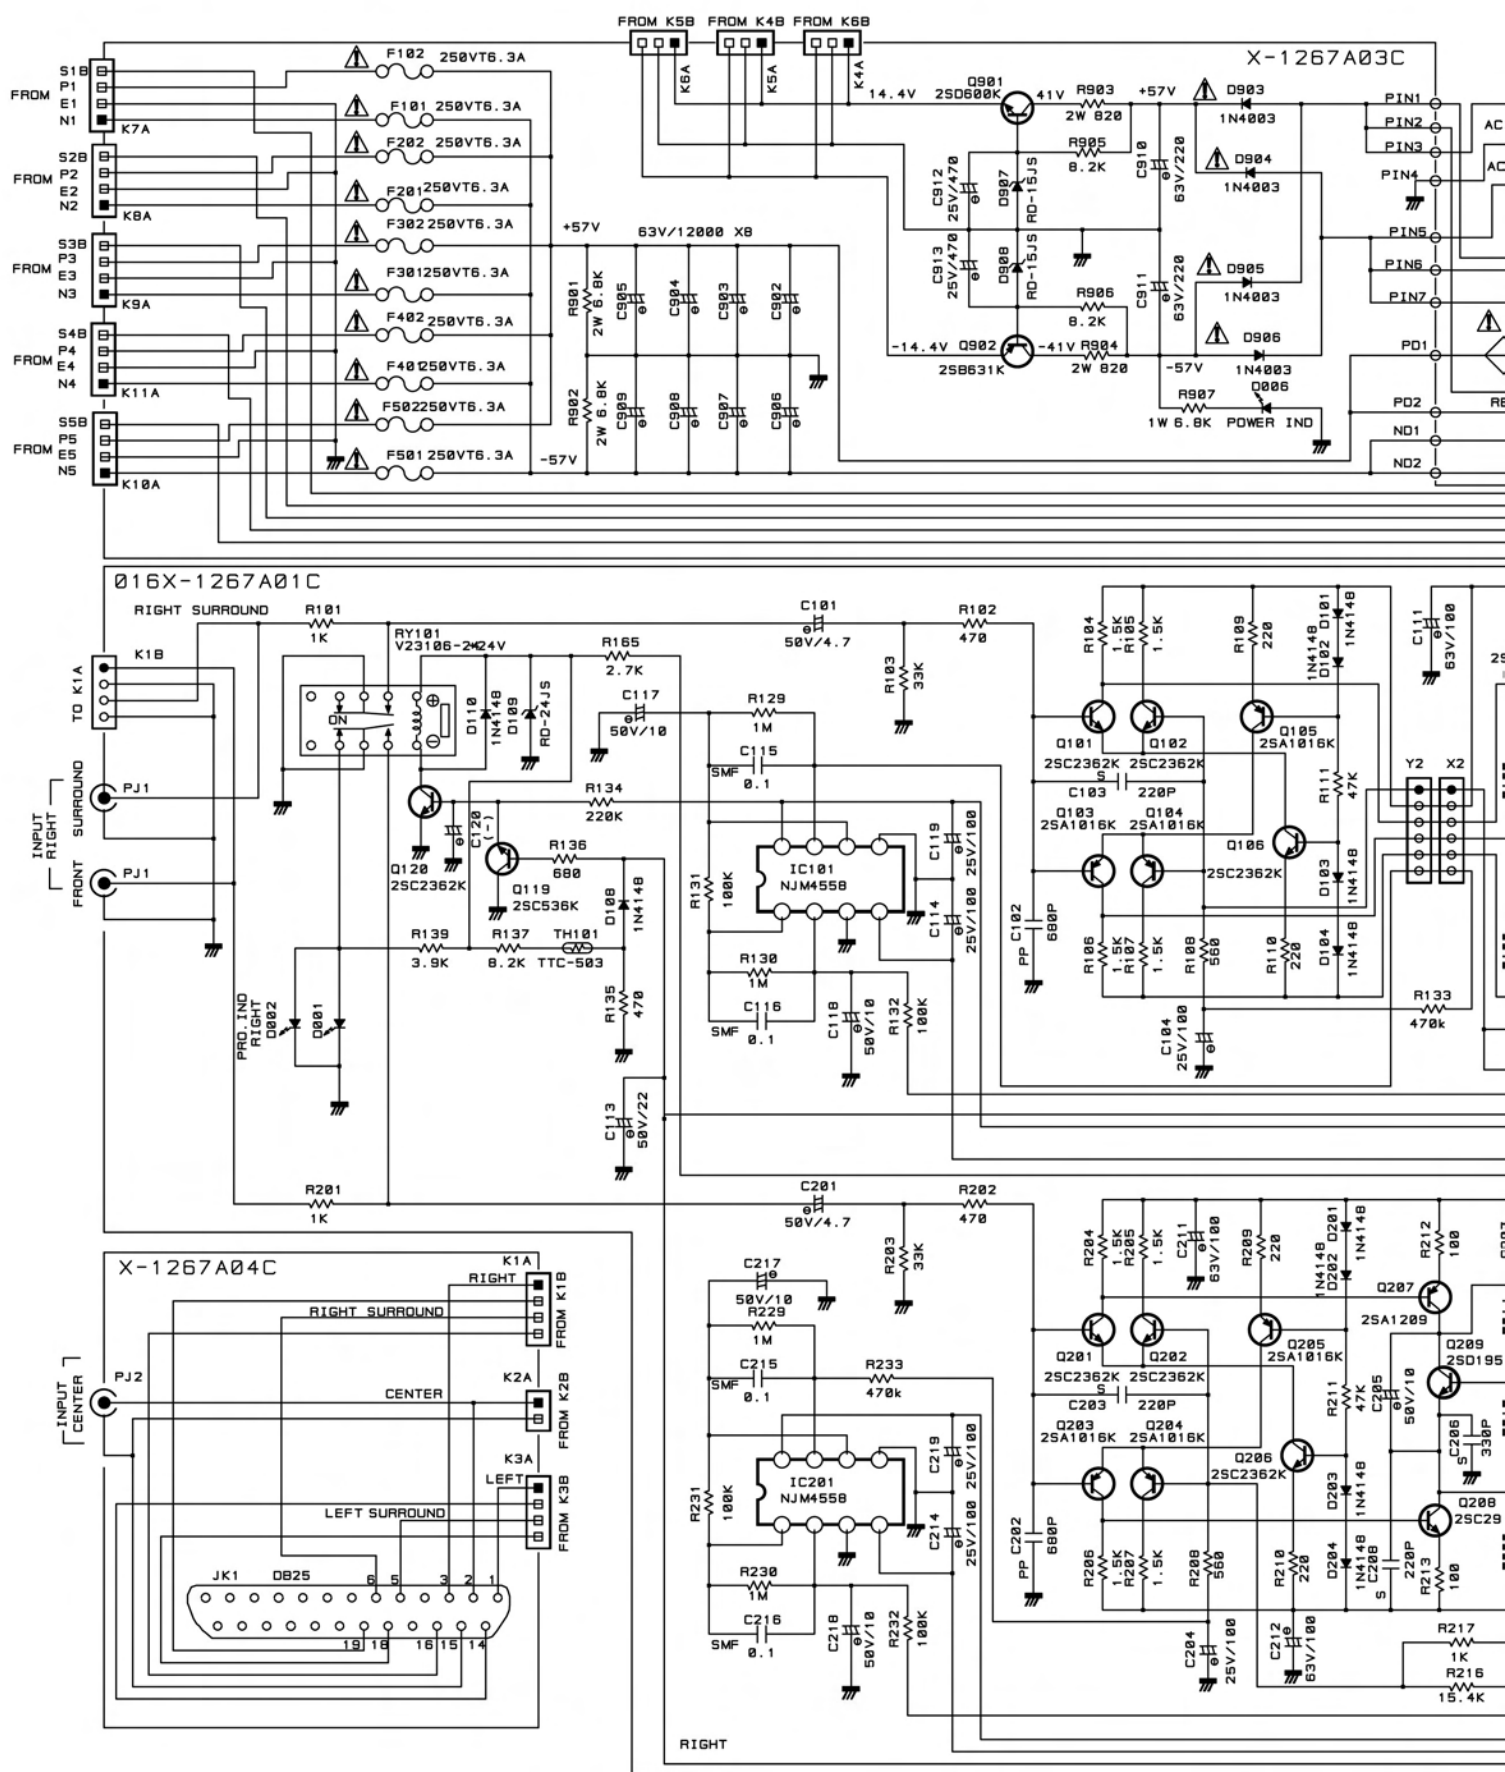 FROM K5B FROM K4B FROM K6B
X-1267A03C
K6A K5A K4A
FROM S1B P1 E1 N1 K7A
FROM S2B P2 E2 N2 K8A
FROM S3B P3 E3 N3 K9A
FROM S4B P4 E4 N4 K11A
FROM S5B P5 E5 N5 K10A
F102 250VT6.3A
F101 250VT6.3A
F202 250VT6.3A
F201 250VT6.3A
F302 250VT6.3A
F301 250VT6.3A
F402 250VT6.3A
F401 250VT6.3A
F502 250VT6.3A
F501 250VT6.3A
+57V
-57V
63V/12000 X8
R901 2W 6.8K
R902 2W 6.8K
C905 C904 C903 C902
C909 C908 C907 C906
14.4V
Q901
2SD600K
41V
R903
2W 820
+57V
R905
8.2K
C912 25V/470
D907 RD-15JS
C910 63V/220
C913 25V/470
D908 RD-15JS
C911 63V/220
R906
8.2K
-14.4V
Q902
2SB631K
-41V
R904
2W 820
-57V
D903
1N4003
D904
1N4003
D905
1N4003
D906
1N4003
R907
1W 6.8K
D006
POWER IND
PIN1
PIN2
PIN3
PIN4
PIN5
PIN6
PIN7
PD1
PD2
ND1
ND2
AC
AC
RE
016X-1267A01C
RIGHT SURROUND
R101
1K
RY101
V23106-2424V
TO K1A
K1B
ON
D110 1N4148
D109 RD-24JS
R165
2.7K
C117
50V/10
INPUT RIGHT
SURROUND PJ1
FRONT PJ1
Q120
2SC2362K
C120 (-)
Q119
2SC536K
R134
220K
R136
680
D108 1N4148
R139
3.9K
R137
8.2K
TH101
TTC-503
R135 470
PRO.IND RIGHT
D002 D001
C113 50V/22
R129
1M
C115
SMF 0.1
R131 100K
IC101
NJM4558
C119 25V/100
C114 25V/100
R130
1M
C116
SMF 0.1
C118 50V/10
R132 100K
C101
50V/4.7
R103 33K
R102
470
R104 1.5K
R105 1.5K
R109 220
D101 1N4148
D102 1N4148
C111 63V/100
2S
Q101
2SC2362K
Q102
2SC2362K
Q105
2SA1016K
S
C103 220P
Q103
2SA1016K
Q104
2SA1016K
R111 47K
Q106
2SC2362K
Y2 X2
C102 680P PP
R106 1.5K
R107 1.5K
R108 560
R110 220
D103 1N4148
D104 1N4148
C104 25V/100
R133
470k
R201
1K
C201
50V/4.7
R203 33K
R202
470
X-1267A04C
K1A
RIGHT
RIGHT SURROUND
FROM K1B
INPUT CENTER
PJ2
CENTER
K2A
FROM K2B
K3A
LEFT
LEFT SURROUND
FROM K3B
JK1 DB25
6 5 3 2 1
19 18 16 15 14
C217
50V/10
R229
1M
C215
SMF 0.1
R233
470k
R231 100K
IC201
NJM4558
C219 25V/100
C214 25V/100
R230
1M
C216
SMF 0.1
C218 50V/10
R232 100K
RIGHT
R204 1.5K
R205 1.5K
C211 63V/100
R209 220
D201 1N4148
D202 1N4148
R212 100
Q207
2SA1209
Q201
2SC2362K
Q202
2SC2362K
Q205
2SA1016K
S
C203 220P
Q203
2SA1016K
Q204
2SA1016K
R211 47K
C205 50V/10
Q209
2SD195
Q206
2SC2362K
C206 330P S
Q208
2SC29
C202 680P PP
R206 1.5K
R207 1.5K
R208 560
R210 220
D203 1N4148
D204 1N4148
C208 220P S
R213 100
C204 25V/100
C212 63V/100
R217
1K
R216
15.4K